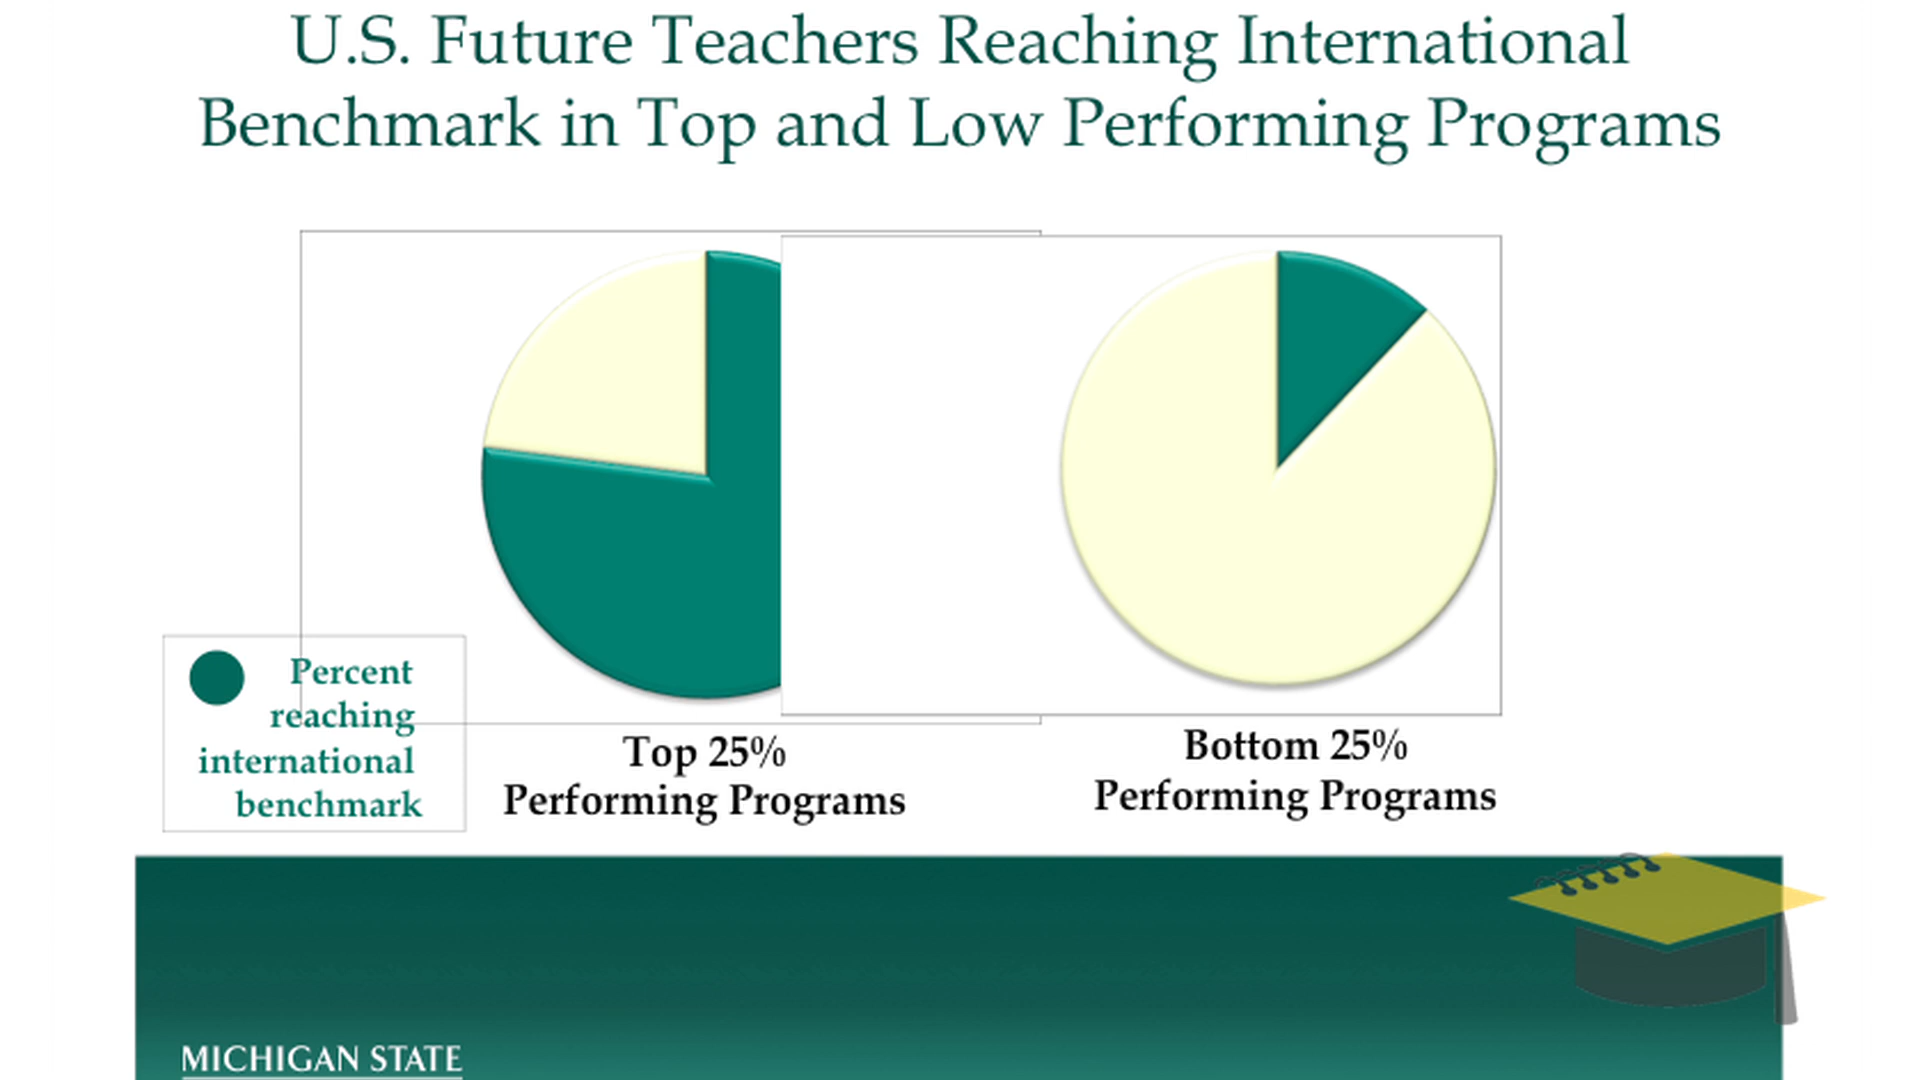 U.S. Future Teachers Reaching International
Benchmark in Top and Low Performing Programs
Percent
reaching
international
benchmark
Top 25%
Performing Programs
Bottom 25%
Performing Programs
MICHIGAN STATE